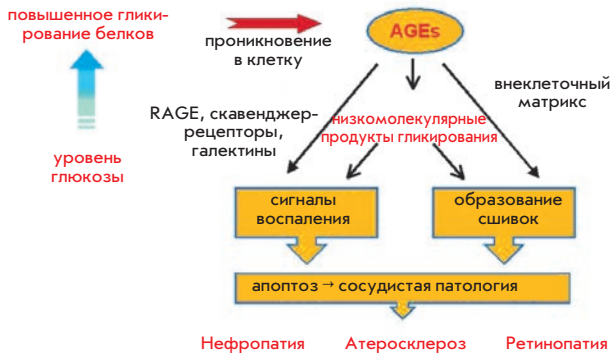 повышенное глики-
рование белков
проникновение
в клетку
AGEs
внеклеточный
матрикс
RAGE, скавенджер-
рецепторы,
галектины
низкомолекулярные
продукты гликирования
уровень
глюкозы
сигналы
воспаления
образование
сшивок
апоптоз → сосудистая патология
Нефропатия Атеросклероз Ретинопатия